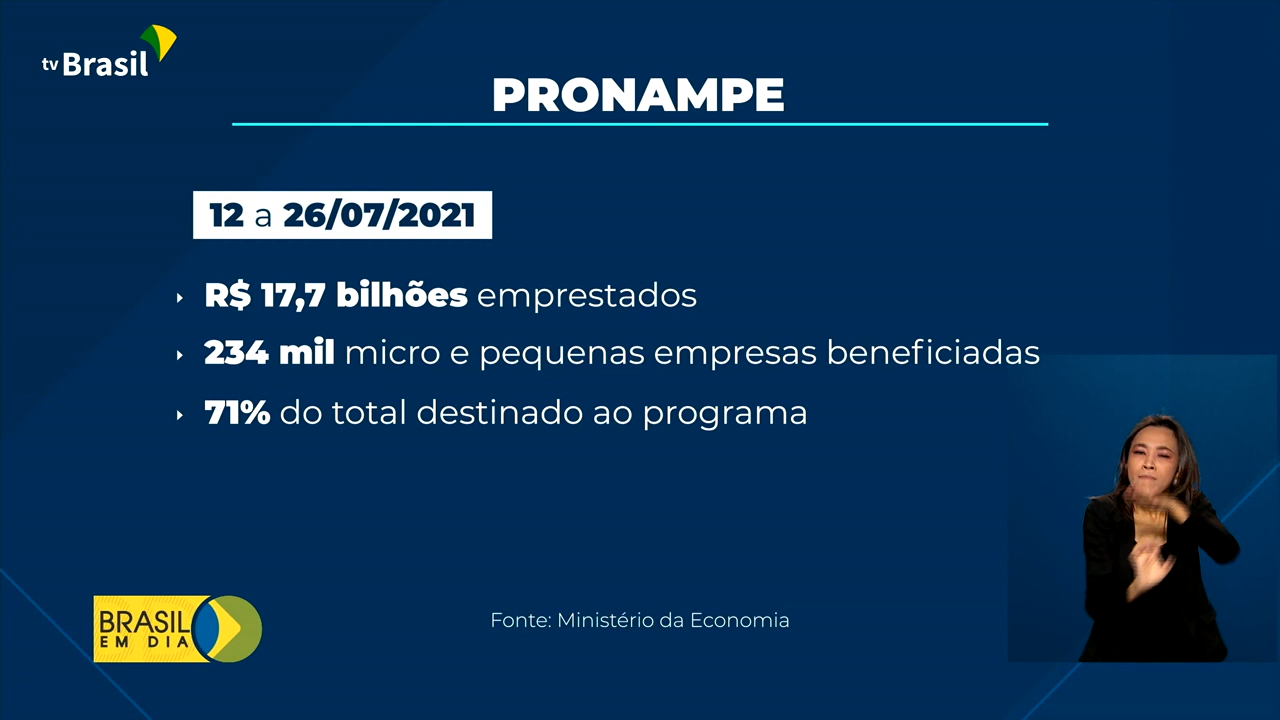 tv Brasil
PRONAMPE
12 a 26/07/2021
R$ 17,7 bilhões emprestados
234 mil micro e pequenas empresas beneficiadas
71% do total destinado ao programa
BRASIL
EM DIA
Fonte: Ministério da Economia